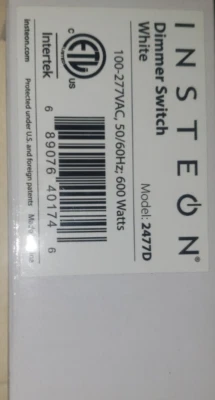 INSTEON®
Dimmer Switch
White
Model: 2477D
100-277VAC, 50/60Hz; 600 Watts
C ETL US
Intertek
6 89076 40174 6
insteon.com
Protected under U.S. and foreign patents